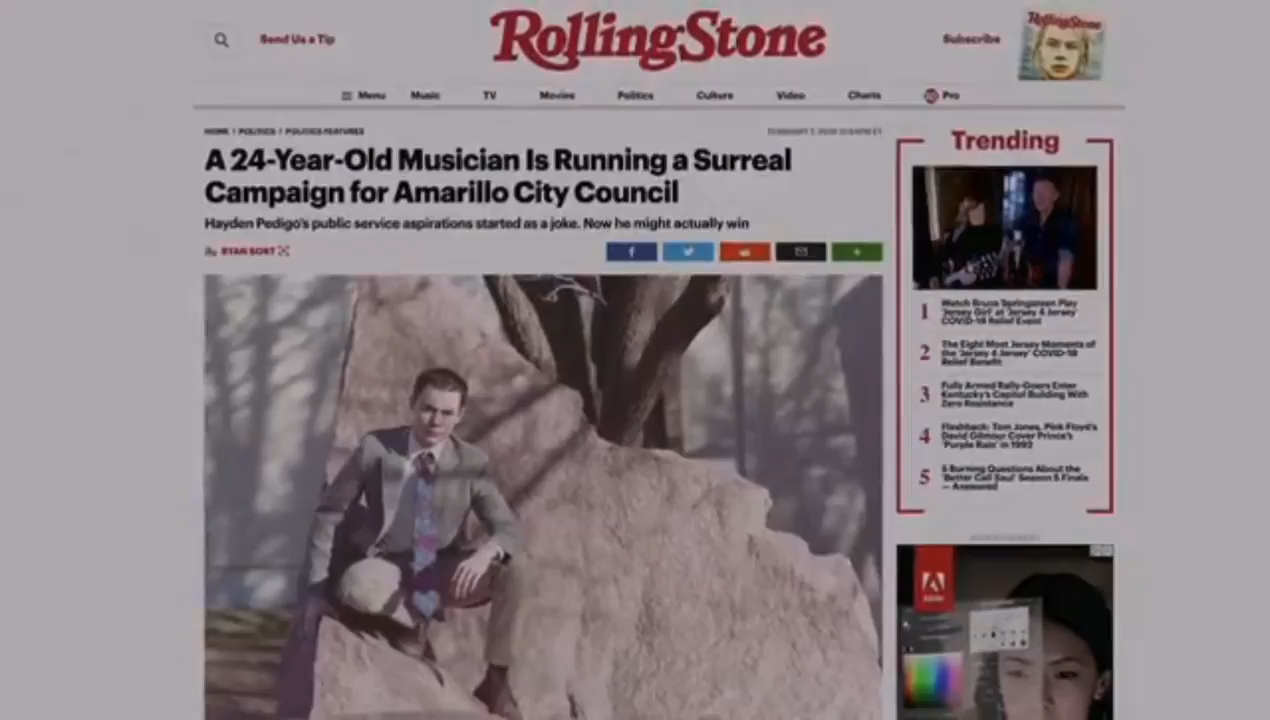 Send Us a Tip
RollingStone
Subscribe
RollingStone
Menu
Music
TV
Movies
Politics
Culture
Video
Charts
Pro
HOME / POLITICS / POLITICS FEATURES
A 24-Year-Old Musician Is Running a Surreal
Campaign for Amarillo City Council
Hayden Pedigo's public service aspirations started as a joke. Now he might actually win
By RYAN BORT
Trending
1 Watch Bruce Springsteen Play
'Jersey Girl' at 'Jersey 4 Jersey'
COVID-19 Relief Event
2 The Eight Most Jersey Moments of
the 'Jersey 4 Jersey' COVID-19
Relief Benefit
3 Fully Armed Rally-Goers Enter
Kentucky's Capitol Building With
Zero Resistance
4 Flashback: Tom Jones, Pink Floyd's
David Gilmour Cover Prince's
'Purple Rain' in 1992
5 5 Burning Questions About the
'Better Call Saul' Season 5 Finale
— Answered